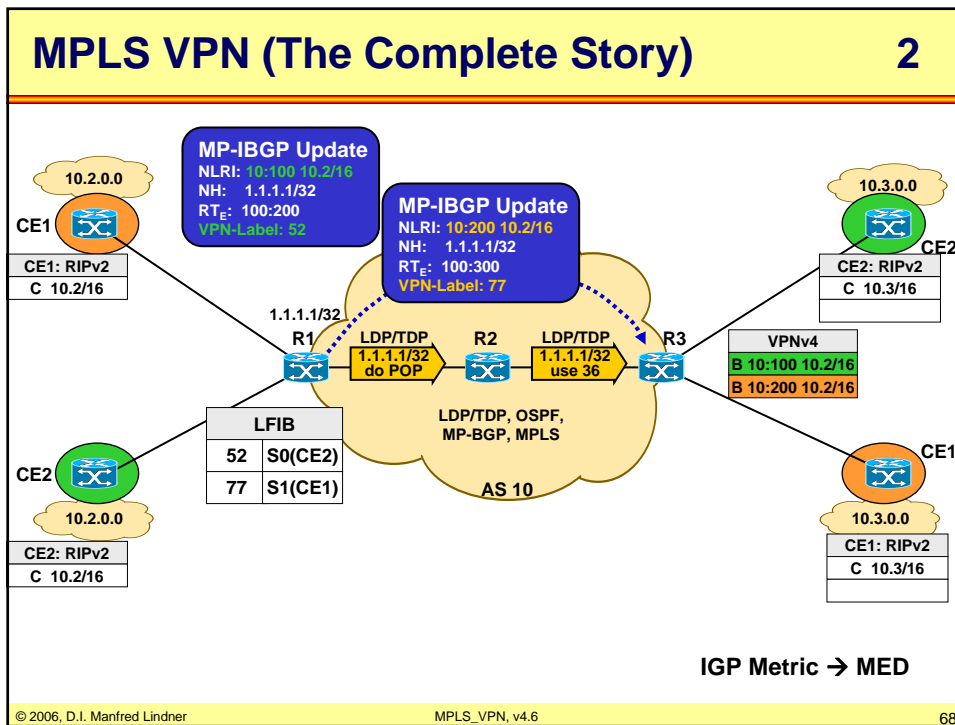 MPLS VPN (The Complete Story) 2
MP-IBGP Update
NLRI: 10:100 10.2/16
NH: 1.1.1.1/32
RTE: 100:200
VPN-Label: 52
MP-IBGP Update
NLRI: 10:200 10.2/16
NH: 1.1.1.1/32
RTE: 100:300
VPN-Label: 77
10.2.0.0
CE1
CE1: RIPv2
C 10.2/16
10.3.0.0
CE2
CE2: RIPv2
C 10.3/16
1.1.1.1/32
R1
LDP/TDP
1.1.1.1/32
do POP
R2
LDP/TDP
1.1.1.1/32
use 36
R3
VPNv4
B 10:100 10.2/16
B 10:200 10.2/16
LDP/TDP, OSPF,
MP-BGP, MPLS
AS 10
LFIB
52 S0(CE2)
77 S1(CE1)
CE2
10.2.0.0
CE2: RIPv2
C 10.2/16
CE1
10.3.0.0
CE1: RIPv2
C 10.3/16
IGP Metric → MED
© 2006, D.I. Manfred Lindner
MPLS_VPN, v4.6
68